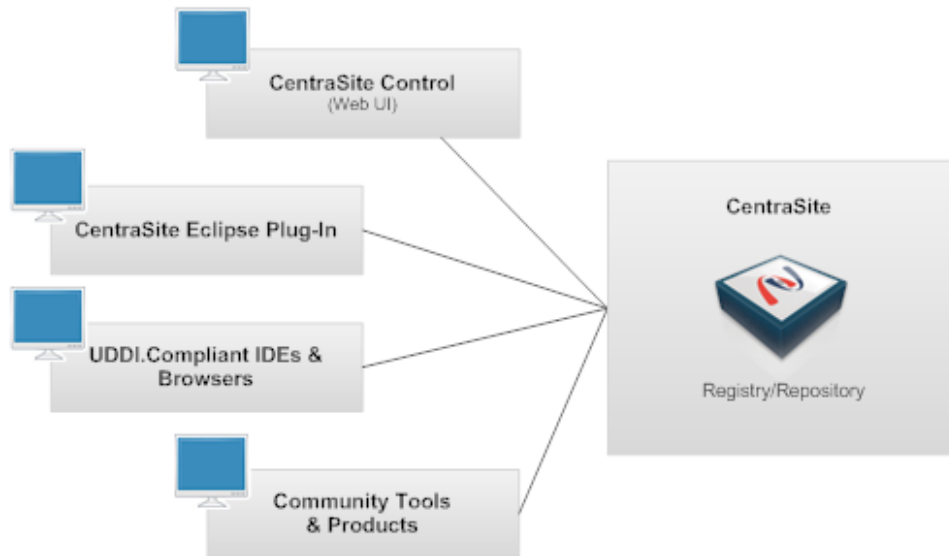 CentraSite Control
(Web UI)
CentraSite Eclipse Plug-In
UDDI.Compliant IDEs &
Browsers
Community Tools
& Products
CentraSite
Registry/Repository